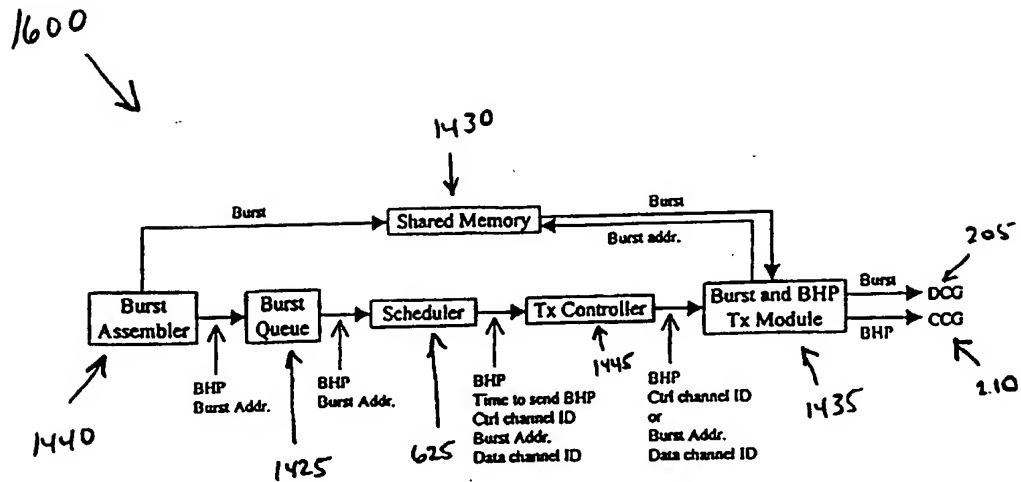 1600
1430
Burst
Shared Memory
Burst
Burst addr.
205
Burst
Assembler
Burst
Queue
Scheduler
Tx Controller
Burst and BHP
Tx Module
Burst
DCG
BHP
CCG
BHP
Burst Addr.
BHP
Burst Addr.
BHP
Time to send BHP
Ctrl channel ID
Burst Addr.
Data channel ID
1445
BHP
Ctrl channel ID
or
Burst Addr.
Data channel ID
1435
210
1440
1425
625